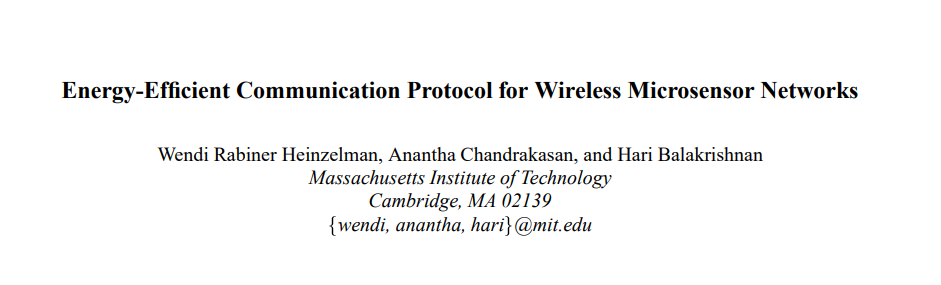 Energy-Efficient Communication Protocol for Wireless Microsensor Networks
Wendi Rabiner Heinzelman, Anantha Chandrakasan, and Hari Balakrishnan
Massachusetts Institute of Technology
Cambridge, MA 02139
{wendi, anantha, hari}@mit.edu